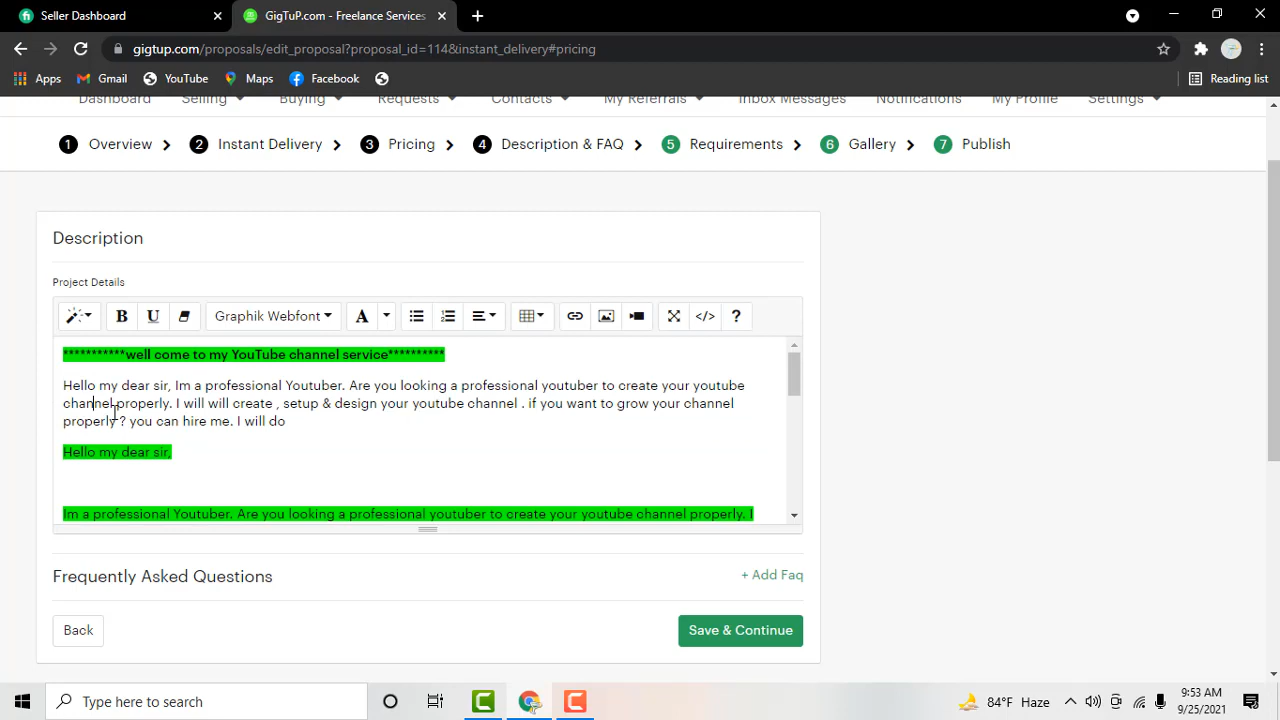 Seller Dashboard
GigTuP.com - Freelance Services
gigtup.com/proposals/edit_proposal?proposal_id=114&instant_delivery#pricing
Apps Gmail YouTube Maps Facebook Reading list
Dashboard Selling Buying Requests Contacts My Referrals Inbox Messages Notifications My Profile Settings
1 Overview 2 Instant Delivery 3 Pricing 4 Description & FAQ 5 Requirements 6 Gallery 7 Publish
Description
Project Details
B U Graphik Webfont A </> ?
***********well come to my YouTube channel service**********
Hello my dear sir, Im a professional Youtuber. Are you looking a professional youtuber to create your youtube
channel properly. I will will create , setup & design your youtube channel . if you want to grow your channel
properly ? you can hire me. I will do
Hello my dear sir,
Im a professional Youtuber. Are you looking a professional youtuber to create your youtube channel properly. I
Frequently Asked Questions + Add Faq
Back Save & Continue
Type here to search 84°F Haze 9:53 AM
9/25/2021